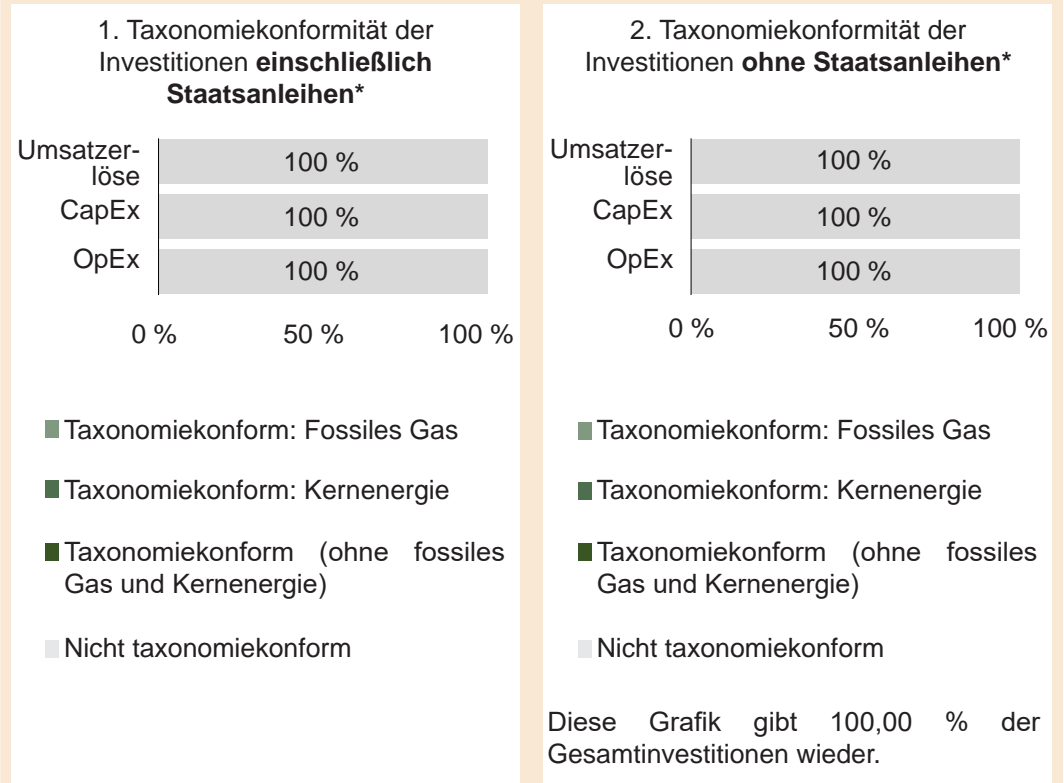 1. Taxonomiekonformität der
Investitionen einschließlich
Staatsanleihen*
Umsatzer-
löse
100 %
CapEx
100 %
OpEx
100 %
0 %
50 %
100 %
Taxonomiekonform: Fossiles Gas
Taxonomiekonform: Kernenergie
Taxonomiekonform (ohne fossiles
Gas und Kernenergie)
Nicht taxonomiekonform
2. Taxonomiekonformität der
Investitionen ohne Staatsanleihen*
Umsatzer-
löse
100 %
CapEx
100 %
OpEx
100 %
0 %
50 %
100 %
Taxonomiekonform: Fossiles Gas
Taxonomiekonform: Kernenergie
Taxonomiekonform (ohne fossiles
Gas und Kernenergie)
Nicht taxonomiekonform
Diese Grafik gibt 100,00 % der
Gesamtinvestitionen wieder.